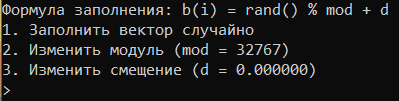 Формула заполнения: b(i) = rand() % mod + d
1. Заполнить вектор случайно
2. Изменить модуль (mod = 32767)
3. Изменить смещение (d = 0.000000)
>